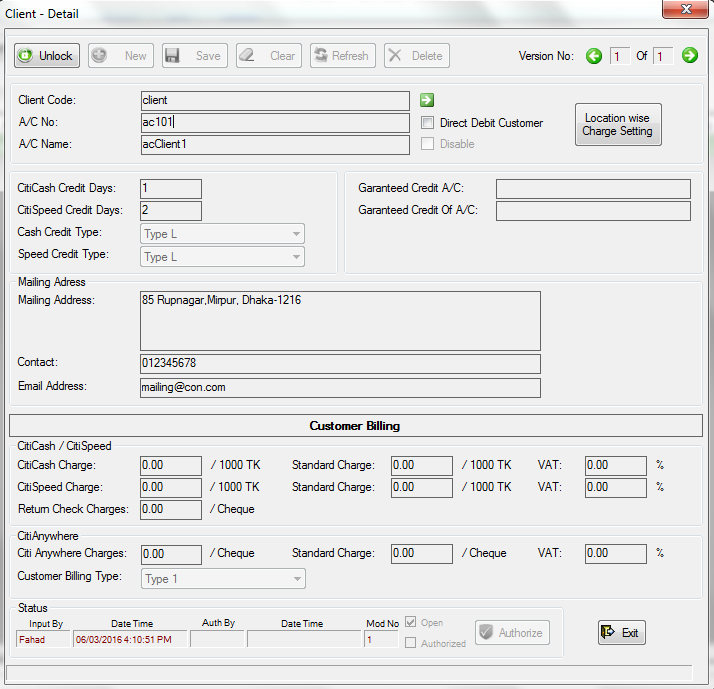 Client - Detail
Unlock New Save Clear Refresh Delete Version No: 1 Of 1
Client Code: client
A/C No: ac101 Direct Debit Customer
A/C Name: acClient1 Disable
Location wise
Charge Setting
CitiCash Credit Days: 1
CitiSpeed Credit Days: 2
Cash Credit Type: Type L
Speed Credit Type: Type L
Garanteed Credit A/C:
Garanteed Credit Of A/C:
Mailing Adress
Mailing Address: 85 Rupnagar,Mirpur, Dhaka-1216
Contact: 012345678
Email Address: mailing@con.com
Customer Billing
CitiCash / CitiSpeed
CitiCash Charge: 0.00 / 1000 TK Standard Charge: 0.00 / 1000 TK VAT: 0.00 %
CitiSpeed Charge: 0.00 / 1000 TK Standard Charge: 0.00 / 1000 TK VAT: 0.00 %
Return Check Charges: 0.00 / Cheque
CitiAnywhere
Citi Anywhere Charges: 0.00 / Cheque Standard Charge: 0.00 / Cheque VAT: 0.00 %
Customer Billing Type: Type 1
Status
Input By Date Time Auth By Date Time Mod No Open
Fahad 06/03/2016 4:10:51 PM 1 Authorized
Authorize Exit